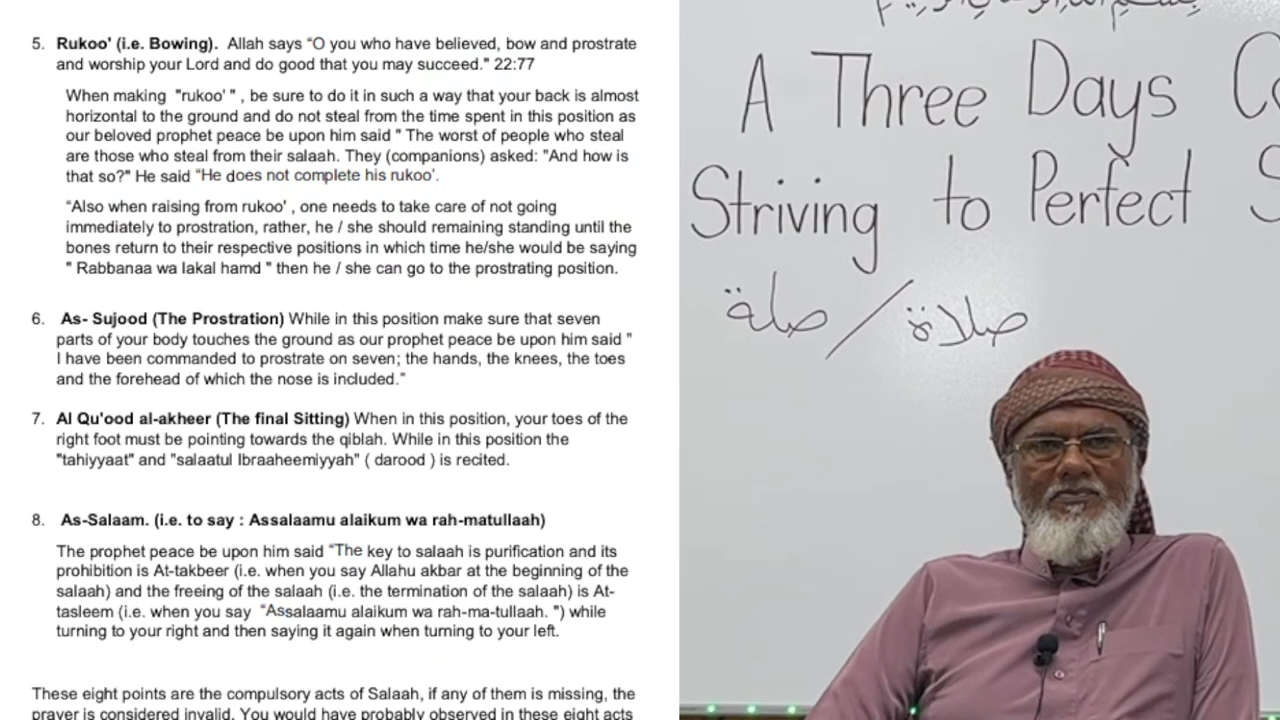 5. Rukoo' (i.e. Bowing). Allah says "O you who have believed, bow and prostrate
and worship your Lord and do good that you may succeed." 22:77
When making "rukoo' " , be sure to do it in such a way that your back is almost
horizontal to the ground and do not steal from the time spent in this position as
our beloved prophet peace be upon him said " The worst of people who steal
are those who steal from their salaah. They (companions) asked: "And how is
that so?" He said "He does not complete his rukoo'.
"Also when raising from rukoo' , one needs to take care of not going
immediately to prostration, rather, he / she should remaining standing until the
bones return to their respective positions in which time he/she would be saying
" Rabbanaa wa lakal hamd " then he / she can go to the prostrating position.
6. As- Sujood (The Prostration) While in this position make sure that seven
parts of your body touches the ground as our prophet peace be upon him said "
I have been commanded to prostrate on seven; the hands, the knees, the toes
and the forehead of which the nose is included."
7. Al Qu'ood al-akheer (The final Sitting) When in this position, your toes of the
right foot must be pointing towards the qiblah. While in this position the
"tahiyyaat" and "salaatul Ibraaheemiyyah" ( darood ) is recited.
8. As-Salaam. (i.e. to say : Assalaamu alaikum wa rah-matullaah)
The prophet peace be upon him said "The key to salaah is purification and its
prohibition is At-takbeer (i.e. when you say Allahu akbar at the beginning of the
salaah) and the freeing of the salaah (i.e. the termination of the salaah) is At-
tasleem (i.e. when you say "Assalaamu alaikum wa rah-ma-tullaah. ") while
turning to your right and then saying it again when turning to your left.
These eight points are the compulsory acts of Salaah, if any of them is missing, the
prayer is considered invalid. You would have probably observed in these eight acts
A Three Days
Striving to Perfect
صلاة / صلة